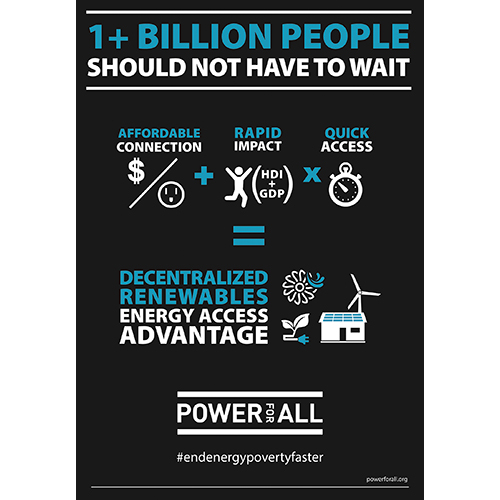 1+ BILLION PEOPLE
SHOULD NOT HAVE TO WAIT
AFFORDABLE
CONNECTION
$
+
RAPID
IMPACT
(HDI
+
GDP)
x
QUICK
ACCESS
=
DECENTRALIZED
RENEWABLES
ENERGY ACCESS
ADVANTAGE
POWER FOR ALL
#endenergypovertyfaster
powerforall.org